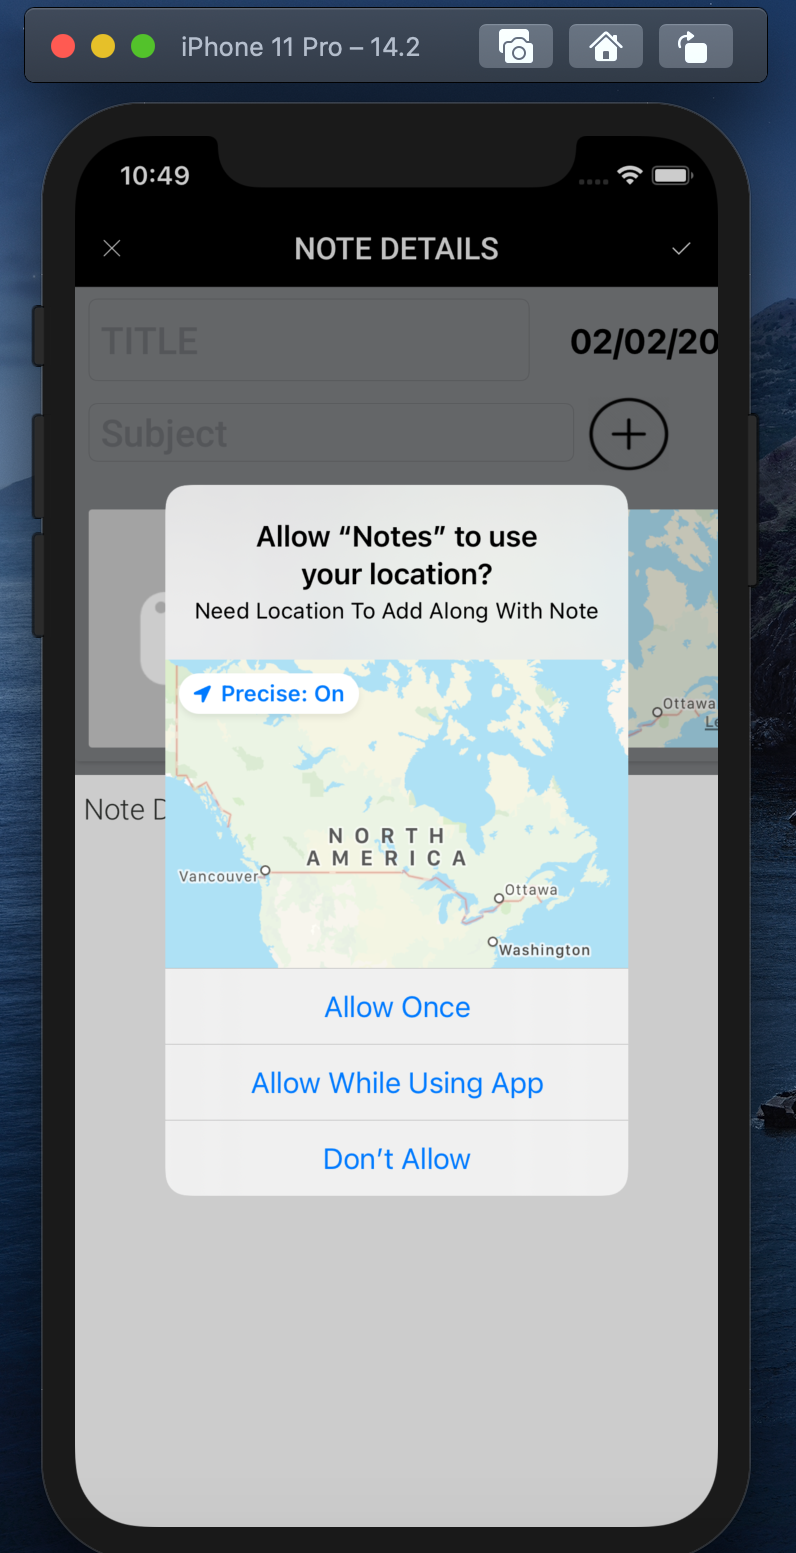 iPhone 11 Pro – 14.2
10:49
NOTE DETAILS
TITLE
02/02/20
Subject
Allow “Notes” to use
your location?
Need Location To Add Along With Note
Precise: On
Ottawa
NORTH
AMERICA
Vancouver
Ottawa
Washington
Note
Allow Once
Allow While Using App
Don’t Allow